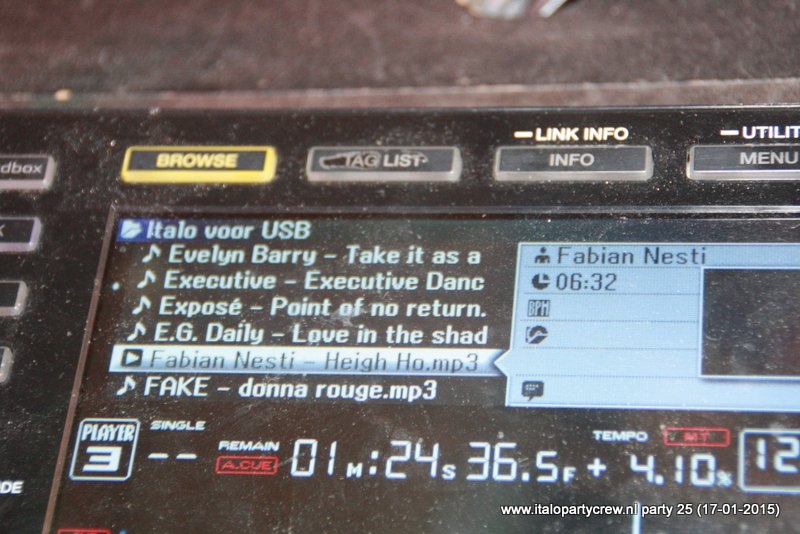 LINK INFO
UTILIT
dbox
BROWSE
TAG LIST
INFO
MENU
Italo voor USB
Evelyn Barry - Take it as a
Fabian Nesti
Executive - Executive Danc
06:32
Exposé - Point of no return.
BPM
E.G. Daily - Love in the shad
Fabian Nesti - Heigh Ho.mp3
FAKE - donna rouge.mp3
PLAYER
3
SINGLE
--
REMAIN
A.CUE
01M:24S 36.5F
TEMPO
MT
+ 4.10%
12
DE
www.italopartycrew.nl party 25 (17-01-2015)